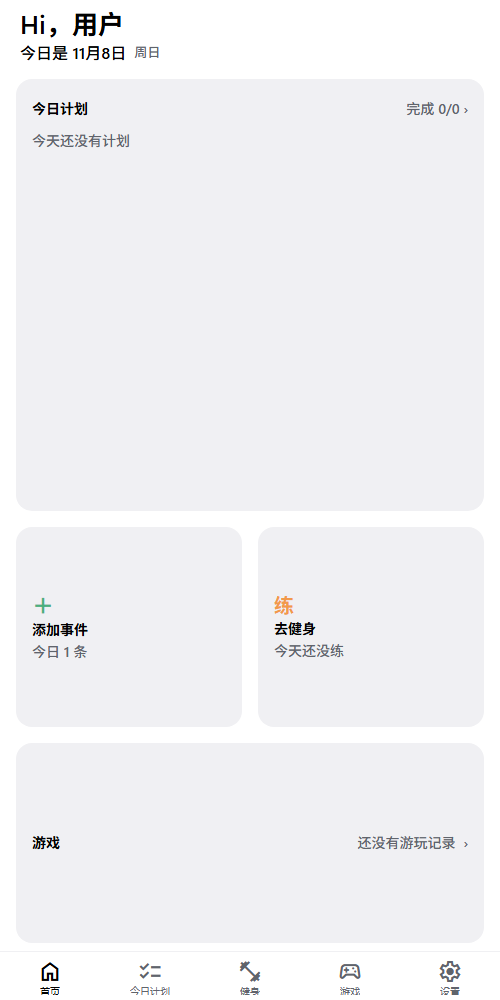 Hi，用户
今日是 11月8日 周日
今日计划 完成 0/0 ›
今天还没有计划
添加事件
今日 1 条
练
去健身
今天还没练
游戏 还没有游玩记录 ›
首页 今日计划 健身 游戏 设置